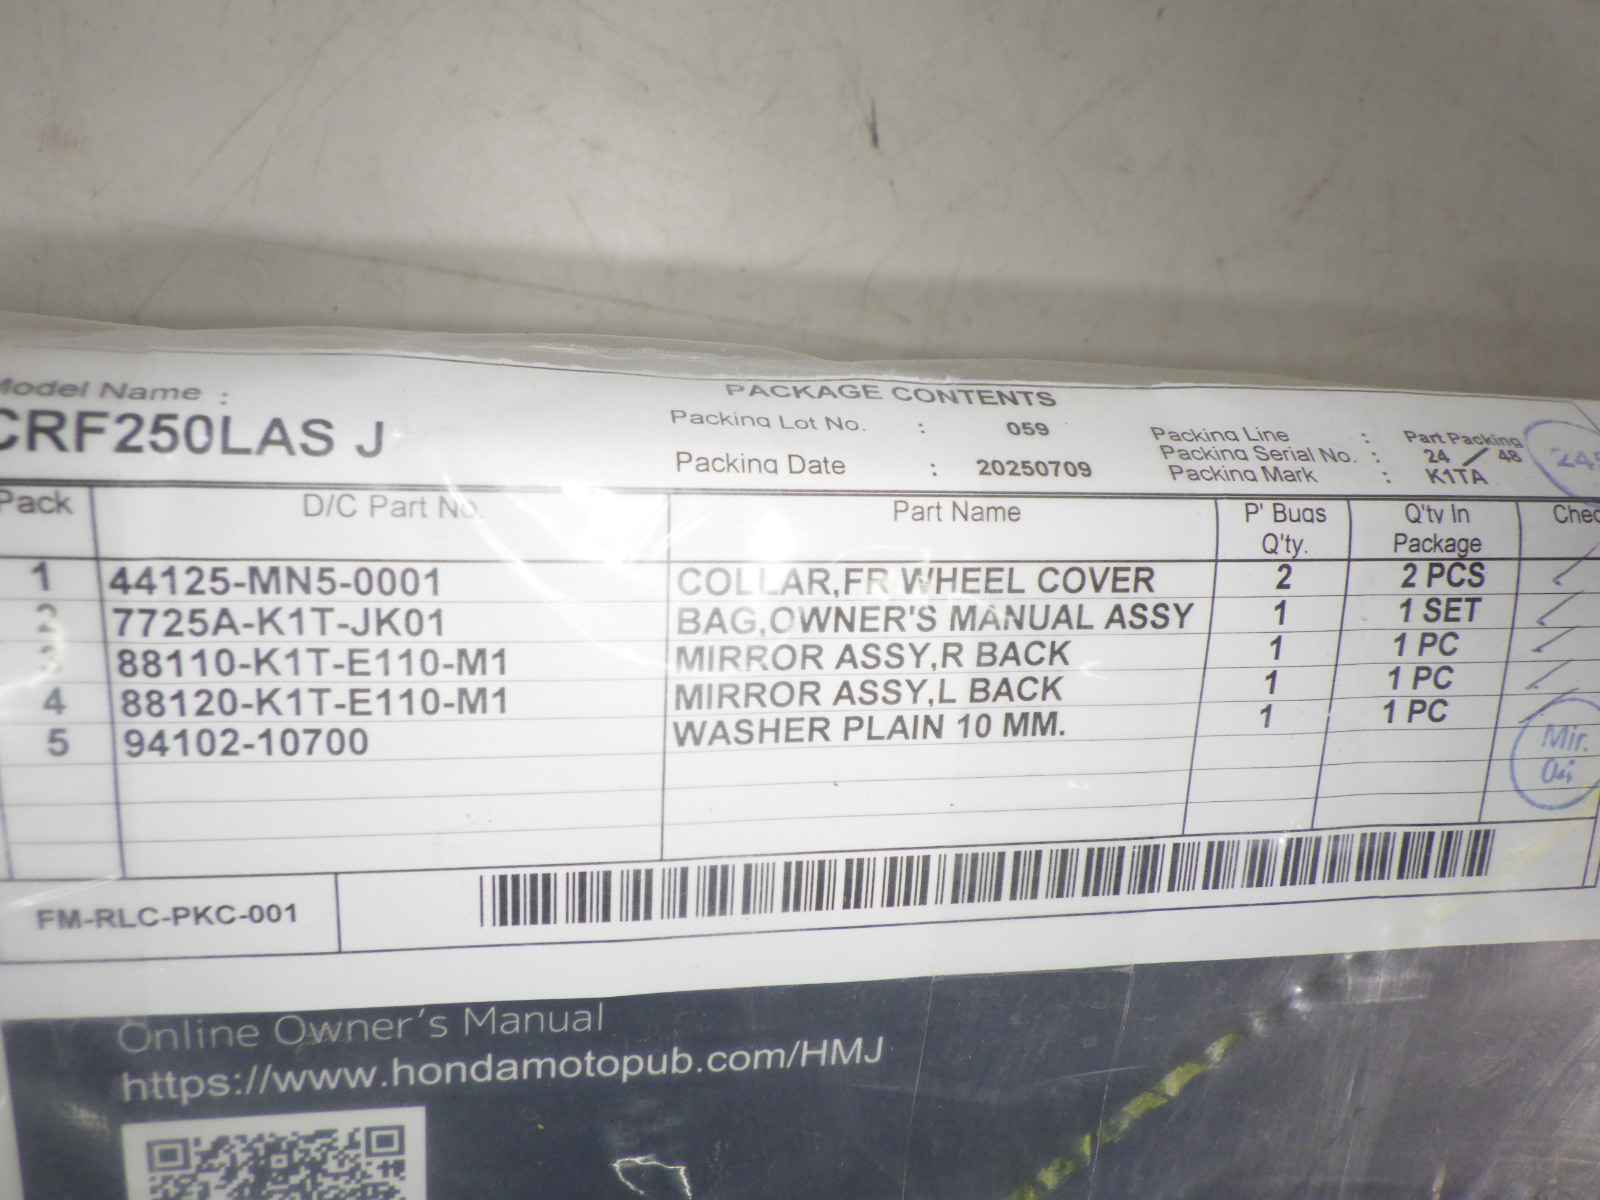 Model Name :
CRF250LAS J
PACKAGE CONTENTS
Packing Lot No. : 059
Packing Date : 20250709
Packing Line : Part Packing
Packing Serial No. : 24 / 48
Packing Mark : K1TA
Pack D/C Part No. Part Name P' Bugs Q'ty. Q'ty In Package Chec
1 44125-MN5-0001 COLLAR,FR WHEEL COVER 2 2 PCS
2 7725A-K1T-JK01 BAG,OWNER'S MANUAL ASSY 1 1 SET
3 88110-K1T-E110-M1 MIRROR ASSY,R BACK 1 1 PC
4 88120-K1T-E110-M1 MIRROR ASSY,L BACK 1 1 PC
5 94102-10700 WASHER PLAIN 10 MM. 1 1 PC
Mir.
FM-RLC-PKC-001
Online Owner's Manual
https://www.hondamotopub.com/HMJ